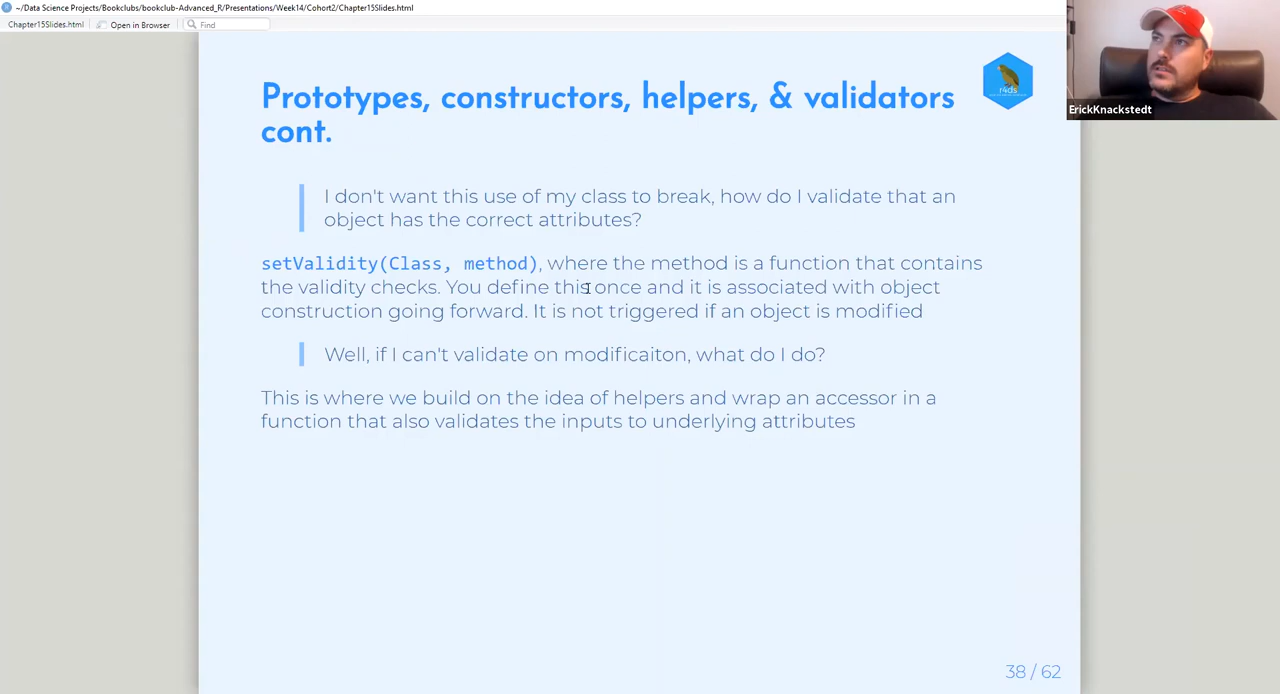 ~/Data Science Projects/Bookclubs/bookclub-Advanced_R/Presentations/Week14/Cohort2/Chapter15Slides.html
Chapter15Slides.html
Open in Browser
Find
Prototypes, constructors, helpers, & validators
cont.
r4ds
ErickKnackstedt
I don't want this use of my class to break, how do I validate that an
object has the correct attributes?
setValidity(Class, method), where the method is a function that contains
the validity checks. You define this once and it is associated with object
construction going forward. It is not triggered if an object is modified
Well, if I can't validate on modificaiton, what do I do?
This is where we build on the idea of helpers and wrap an accessor in a
function that also validates the inputs to underlying attributes
38 / 62